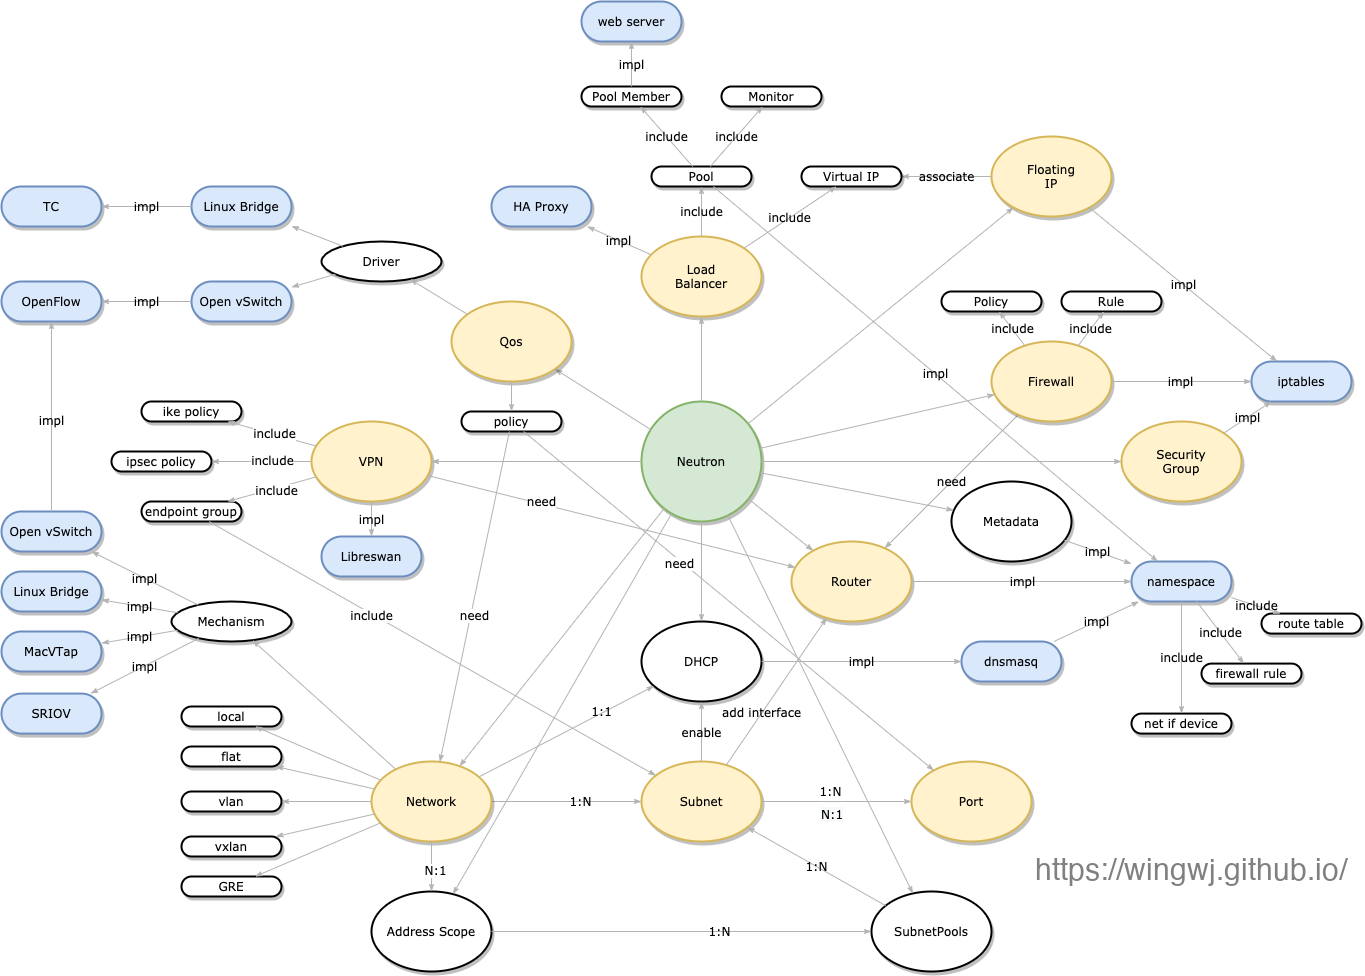 web server
impl
Pool Member
Monitor
include
include
Pool
Virtual IP
associate
Floating
IP
TC
impl
Linux Bridge
HA Proxy
include
include
impl
Driver
Load
Balancer
impl
OpenFlow
impl
Open vSwitch
Policy
Rule
include
include
Qos
impl
Firewall
impl
iptables
ike policy
impl
policy
impl
include
VPN
Neutron
Security
Group
ipsec policy
include
include
need
need
endpoint group
impl
Metadata
Open vSwitch
Libreswan
impl
need
Router
impl
namespace
impl
Linux Bridge
impl
include
include
need
include
route table
Mechanism
impl
impl
include
MacVTap
impl
DHCP
impl
dnsmasq
include
firewall rule
SRIOV
local
1:1
add interface
net if device
enable
flat
vlan
Network
1:N
Subnet
1:N
N:1
Port
vxlan
N:1
1:N
https://wingwj.github.io/
GRE
Address Scope
1:N
SubnetPools